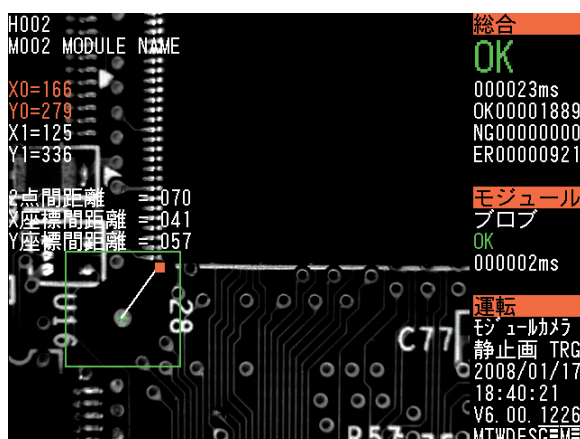 H002
M002 MODULE NAME
X0=166
Y0=279
X1=125
Y1=336
2点間距離 = 070
X座標間距離 = 041
Y座標間距離 = 057
U16
28
C77
総合
OK
000023ms
OK00001889
NG00000000
ER00000921
モジュール
ブロブ
OK
000002ms
運転
ﾓｼﾞｭｰﾙカメラ
静止画 TRG
2008/01/17
18:40:21
V6.00.1226